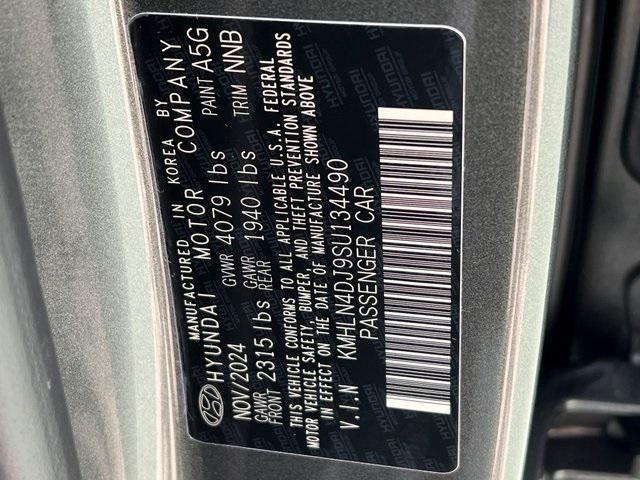 MANUFACTURED IN KOREA BY
HYUNDAI MOTOR COMPANY
NOV/2024 GVWR 4079 lbs PAINT A5G
GAWR FRONT 2315 lbs GAWR REAR 1940 lbs TRIM NNB
THIS VEHICLE CONFORMS TO ALL APPLICABLE U.S.A. FEDERAL
MOTOR VEHICLE SAFETY, BUMPER, AND THEFT PREVENTION STANDARDS
IN EFFECT ON THE DATE OF MANUFACTURE SHOWN ABOVE
V.I.N KMHLN4DJ9SU134490
PASSENGER CAR